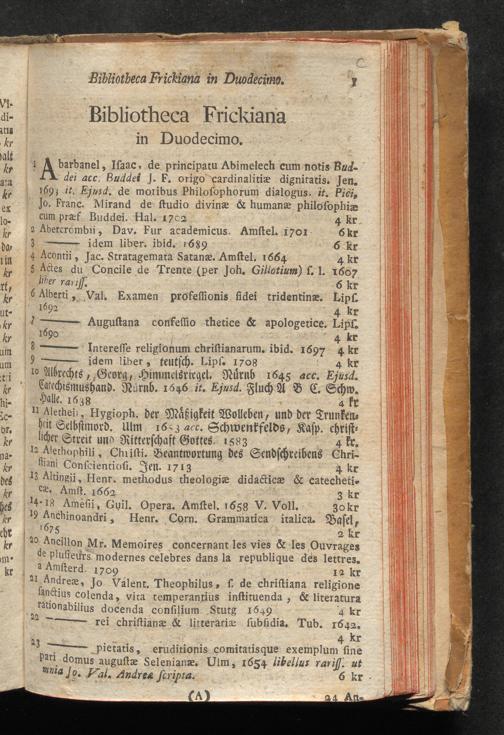 Bibliotheca Frickiana in Duodecimo. 1
Bibliotheca Frickiana
in Duodecimo.
1 Abarbanel, Isaac. de principatu Abimelech cum notis Bud-
dei acc. Buddei J. F. origo cardinalitiæ dignitatis. Jen.
1693 it. Ejusd. de moribus Philosophorum dialogus. it. Pici,
Jo. Franc. Mirand de studio divinæ & humanæ philosophiæ
cum præf Buddei. Hal. 1702 4 kr.
2 Abercrombii, Dav. Fur academicus. Amstel. 1701 6 kr
3 ——— idem liber. ibid. 1689 6 kr
4 Acontii, Jac. Stratagemata Satanæ. Amstel. 1664 4 kr
5 Actes du Concile de Trente (per Joh. Gillotium) s. l. 1607
liber rariss. 6 kr
6 Alberti, Val. Examen professionis fidei tridentinæ. Lips.
1692 4 kr
7 ——— Augustana confessio thetice & apologetice. Lips.
1690 4 kr
8 ——— Interesse religionum christianarum. ibid. 1697 4 kr
9 ——— idem liber, teutsch. Lips. 1708 4 kr
10 Albrechts, Georg, Himmelsriegel. Nürnb 1645 acc. Ejusd.
Catechismushand. Nürnb. 1646 it. Ejusd. Fluch A B C. Schw.
Halle. 1638 4 kr
11 Alethei, Hygioph. der Mäßigkeit Wolleben, und der Trunken-
heit Selbstmord. Ulm 1653 acc. Schwenkfelds, Kasp. christ-
licher Streit und Ritterschaft Gottes. 1583 4 kr.
12 Alethophili, Christi. Beantwortung des Sendschreibens Chri-
stiani Conscientiosi. Jen. 1713 4 kr
13 Altingii, Henr. methodus theologiæ didacticæ & catecheti-
cæ. Amst. 1662 3 kr
14-18 Amesii, Guil. Opera. Amstel. 1658 V. Voll. 30 kr
19 Anchinoandri, Henr. Corn. Grammatica italica. Basel,
1675 2 kr
20 Ancillon Mr. Memoires concernant les vies & les Ouvrages
de plusieurs modernes celebres dans la republique des lettres.
a Amsterd. 1709 12 kr
21 Andreæ, Jo Valent. Theophilus, s. de christiana religione
sanctius colenda, vita temperantius instituenda, & literatura
rationabilius docenda consilium Stutg 1649 4 kr
22 ——— rei christianæ & litterariæ subsidia. Tub. 1642.
4 kr
23 ——— pietatis, eruditionis comitatisque exemplum sine
pari domus augustæ Selenianæ. Ulm, 1654 libellus rariss. ut
omnia Jo. Val. Andreæ scripta. 6 kr
(A) 24 An-